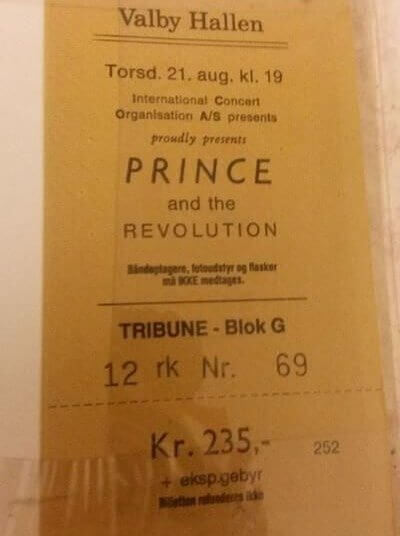 Valby Hallen
Torsd. 21. aug. kl. 19
International Concert
Organisation A/S presents
proudly presents
PRINCE
and the
REVOLUTION
Båndoptagere, fotoudstyr og flasker
må IKKE medtages.
TRIBUNE - Blok G
12 rk Nr. 69
Kr. 235,-
252
+ eksp.gebyr
Billetten refunderes ikke